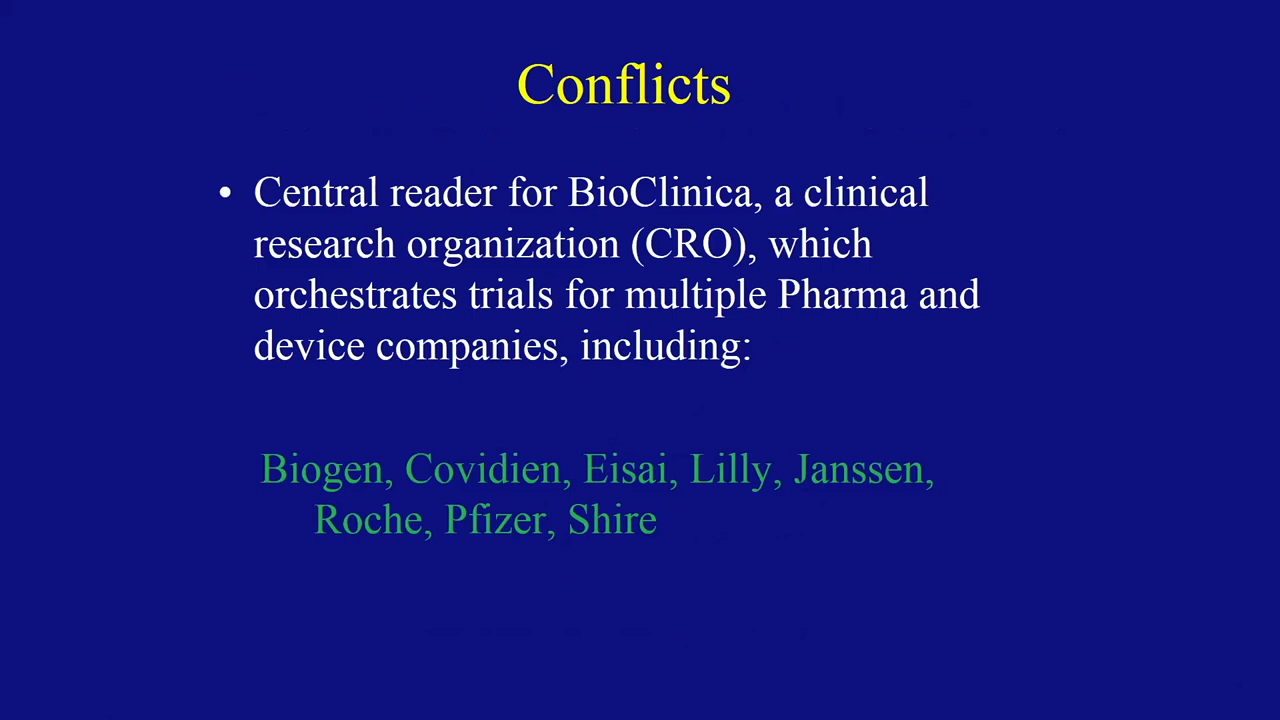 Conflicts
• Central reader for BioClinica, a clinical
research organization (CRO), which
orchestrates trials for multiple Pharma and
device companies, including:
Biogen, Covidien, Eisai, Lilly, Janssen,
Roche, Pfizer, Shire